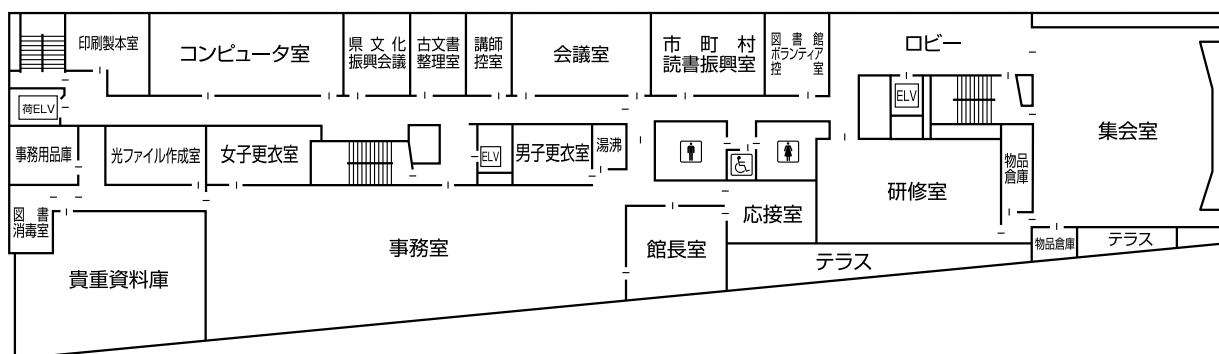 印刷製本室
コンピュータ室
県文化
振興会議
古文書
整理室
講師
控室
会議室
市町村
読書振興室
図書館
ボランティア
控室
ロビー
荷ELV
ELV
集会室
事務用品庫
光ファイル作成室
女子更衣室
ELV
男子更衣室
湯沸
物品
倉庫
研修室
図書
消毒室
応接室
事務室
館長室
物品倉庫
テラス
テラス
貴重資料庫